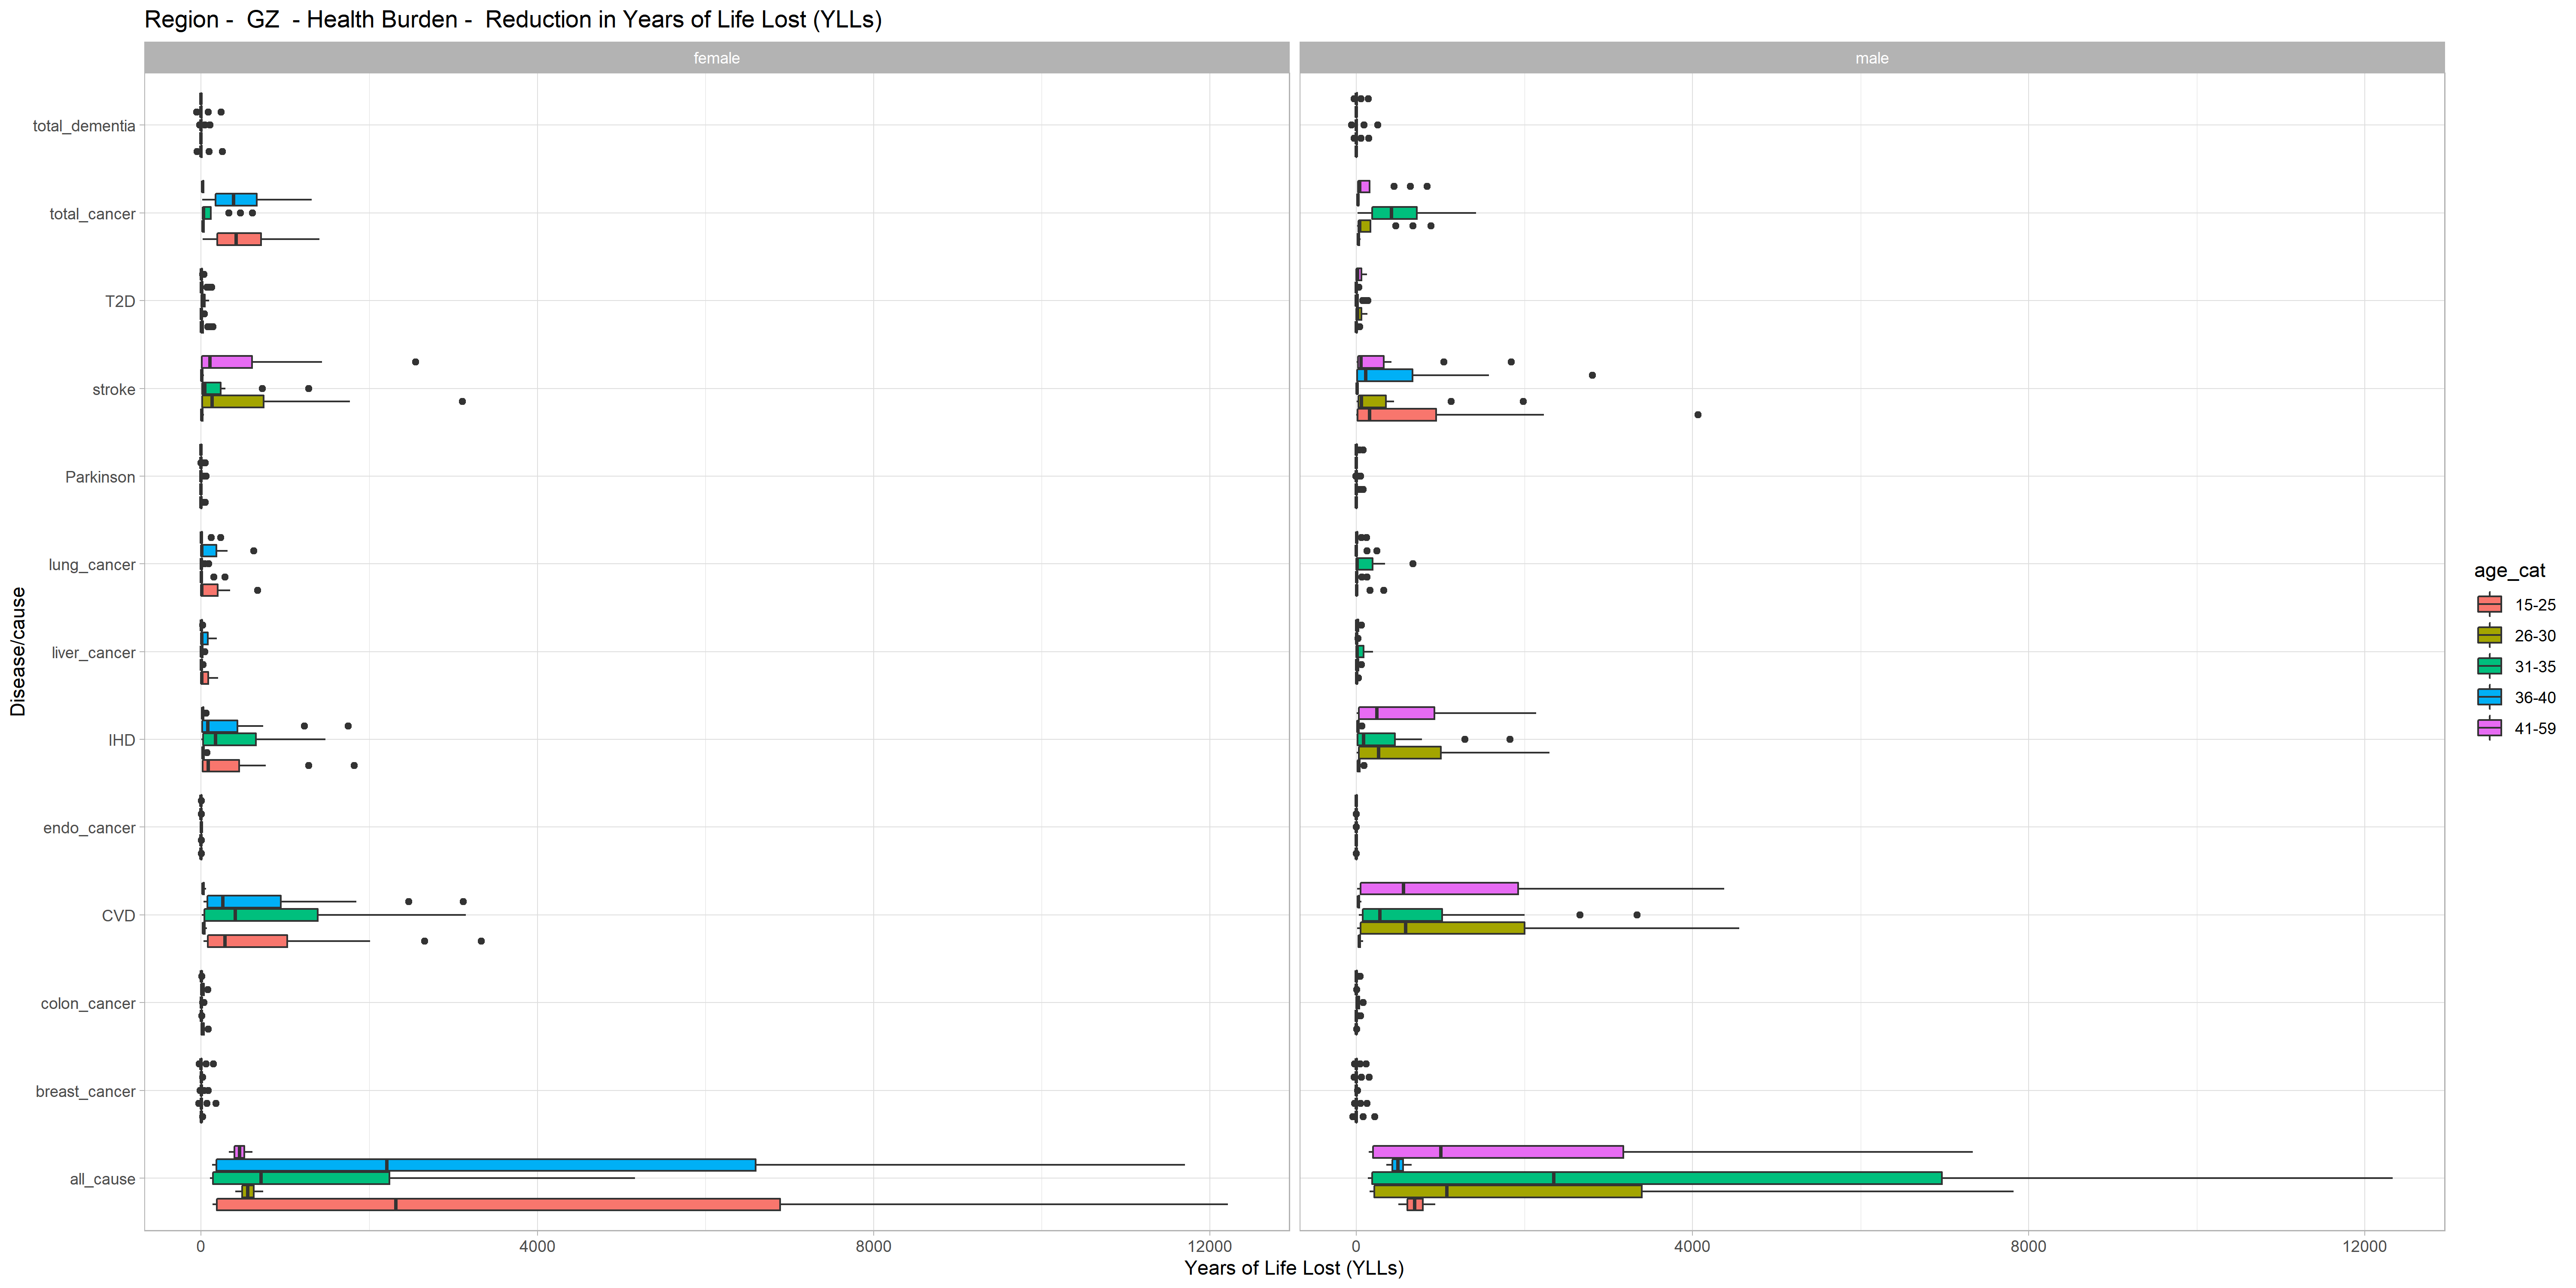 Region -  GZ  - Health Burden -  Reduction in Years of Life Lost (YLLs)
female
male
total_dementia
total_cancer
T2D
stroke
Parkinson
lung_cancer
liver_cancer
IHD
endo_cancer
CVD
colon_cancer
breast_cancer
all_cause
Disease/cause
0 4000 8000 12000
0 4000 8000 12000
Years of Life Lost (YLLs)
age_cat
15-25
26-30
31-35
36-40
41-59